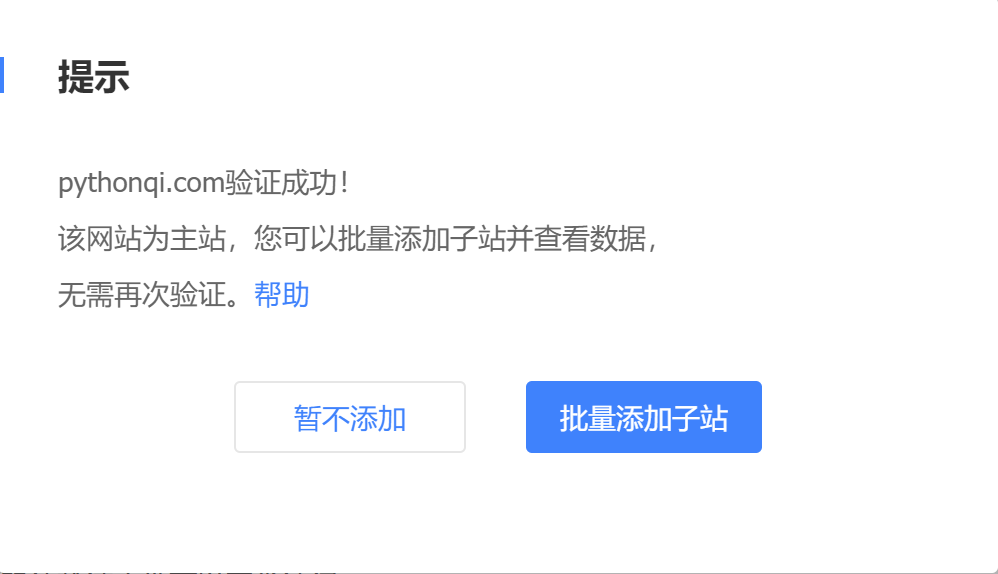 提示
pythonqi.com验证成功！
该网站为主站，您可以批量添加子站并查看数据，
无需再次验证。帮助
暂不添加
批量添加子站